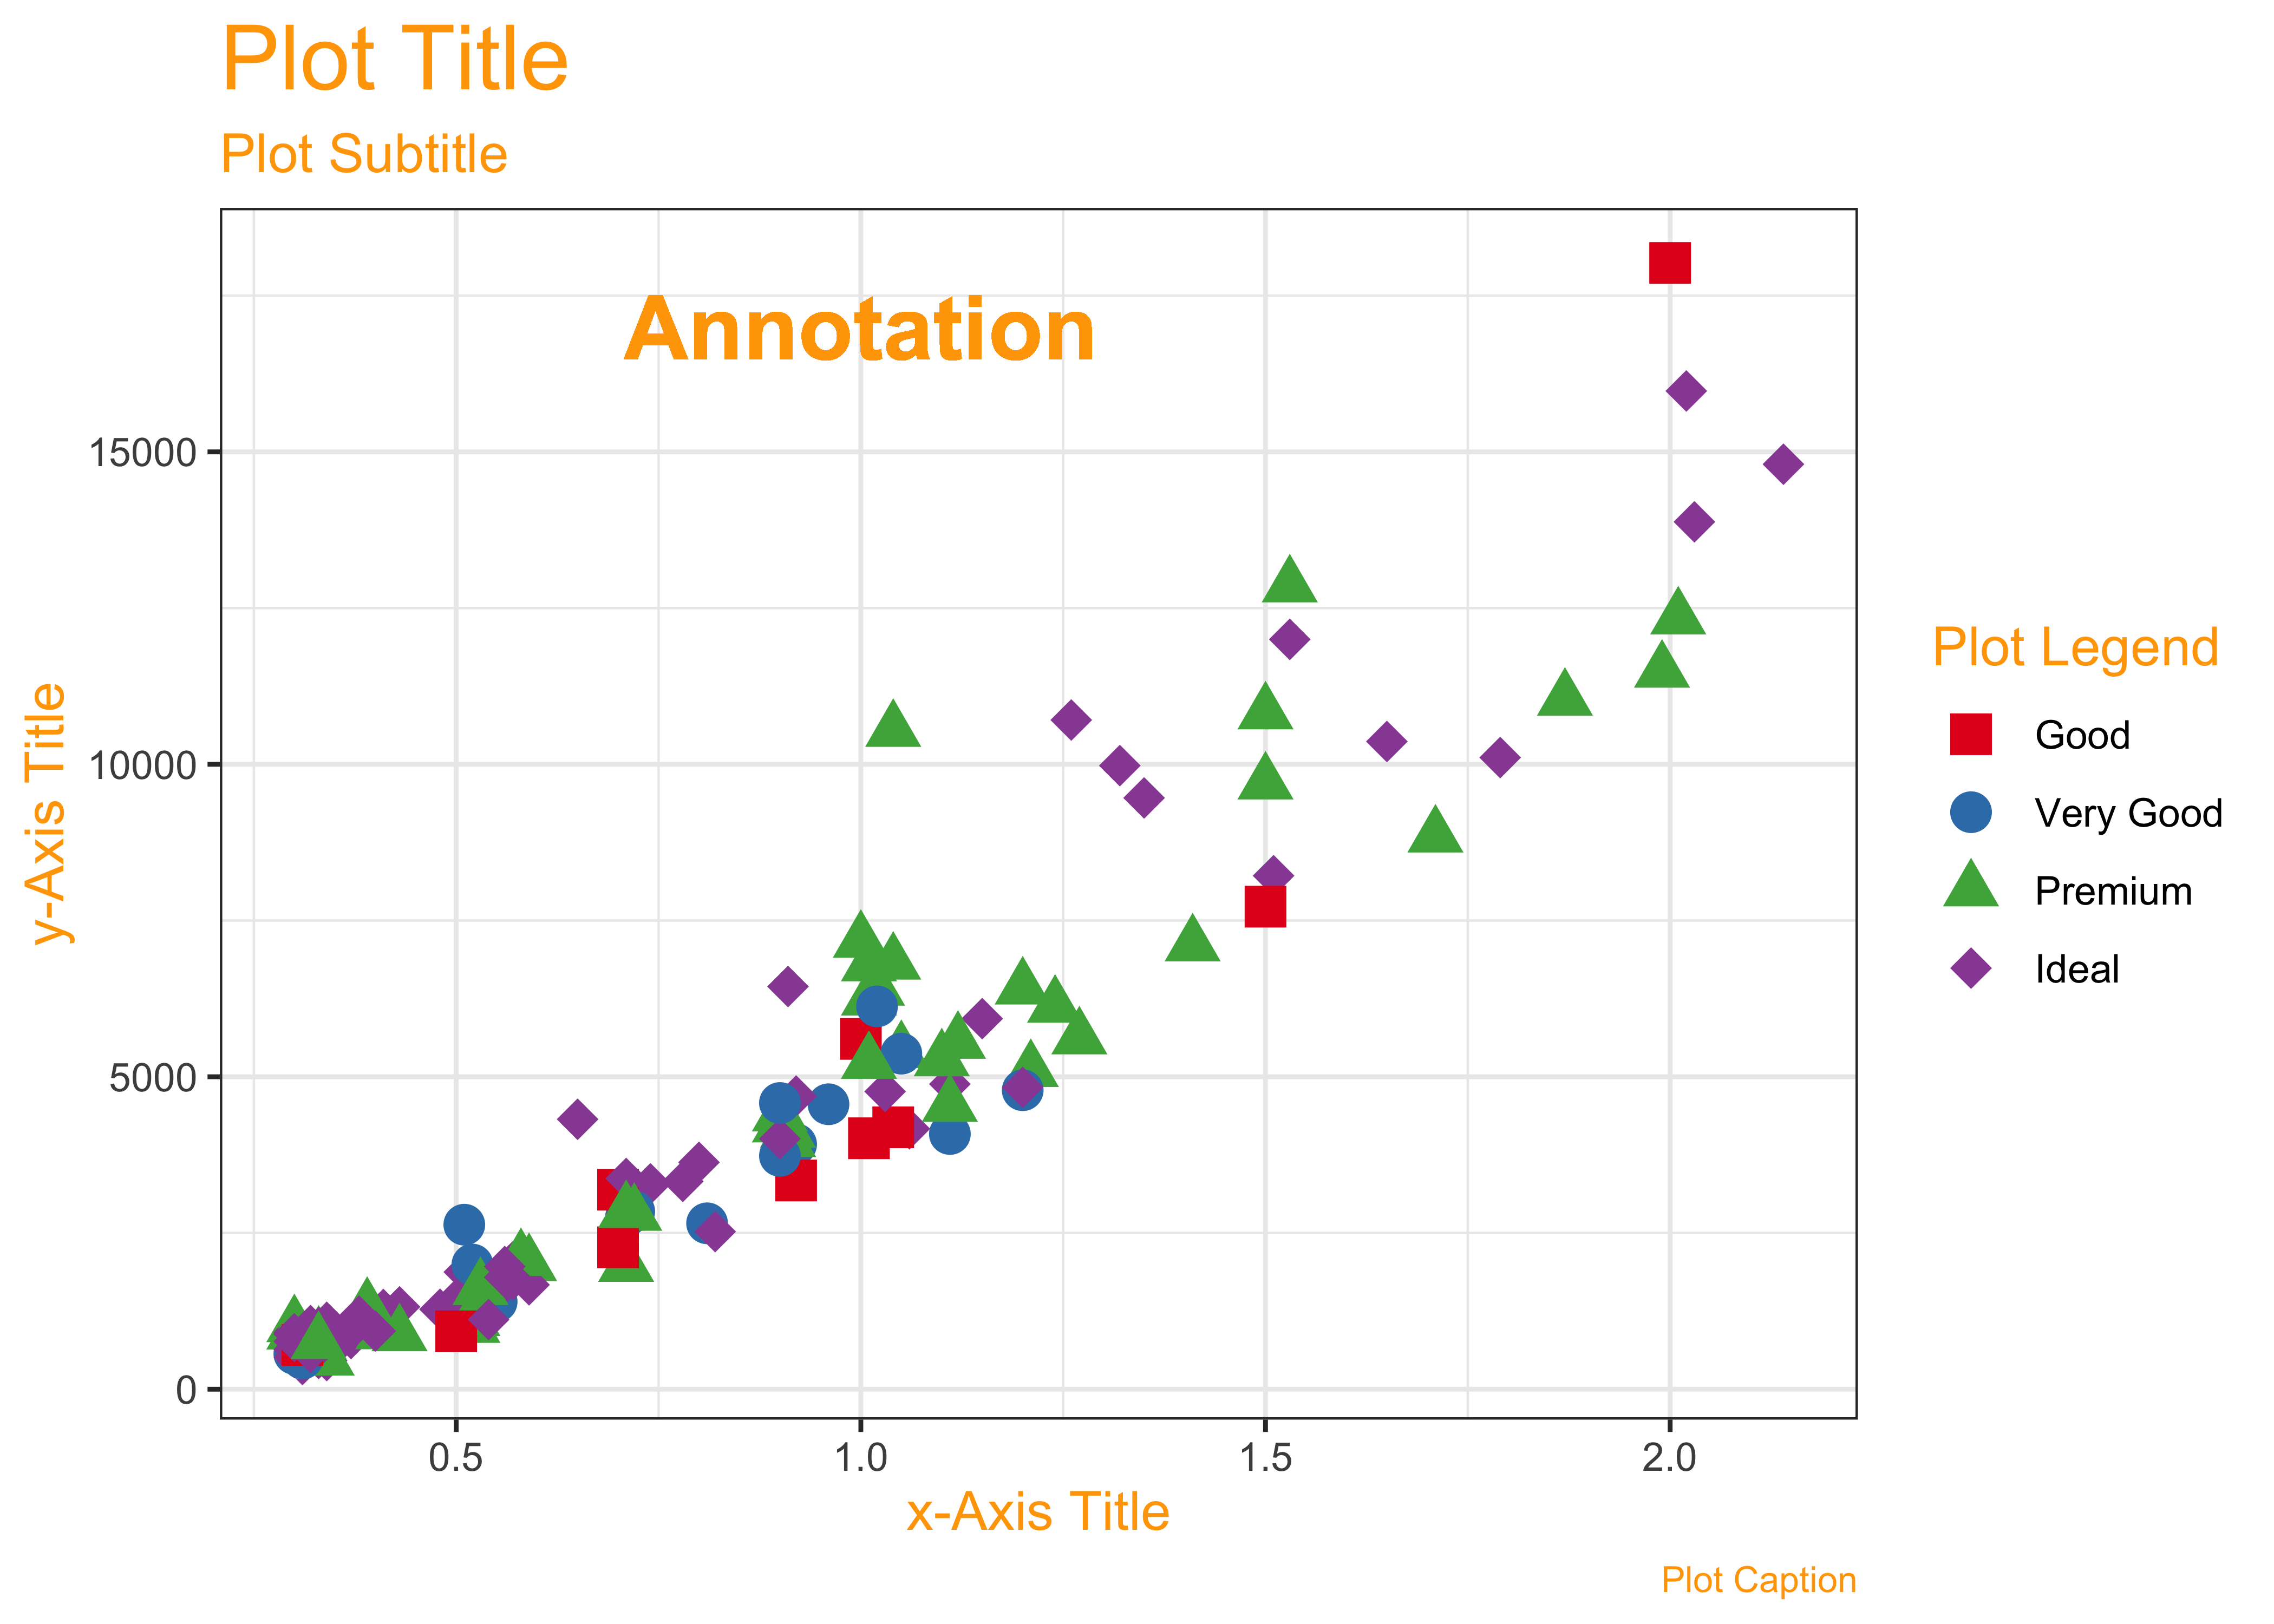 Plot Title
Plot Subtitle
Annotation
15000
10000
5000
0
y-Axis Title
0.5 1.0 1.5 2.0
x-Axis Title
Plot Legend
Good
Very Good
Premium
Ideal
Plot Caption